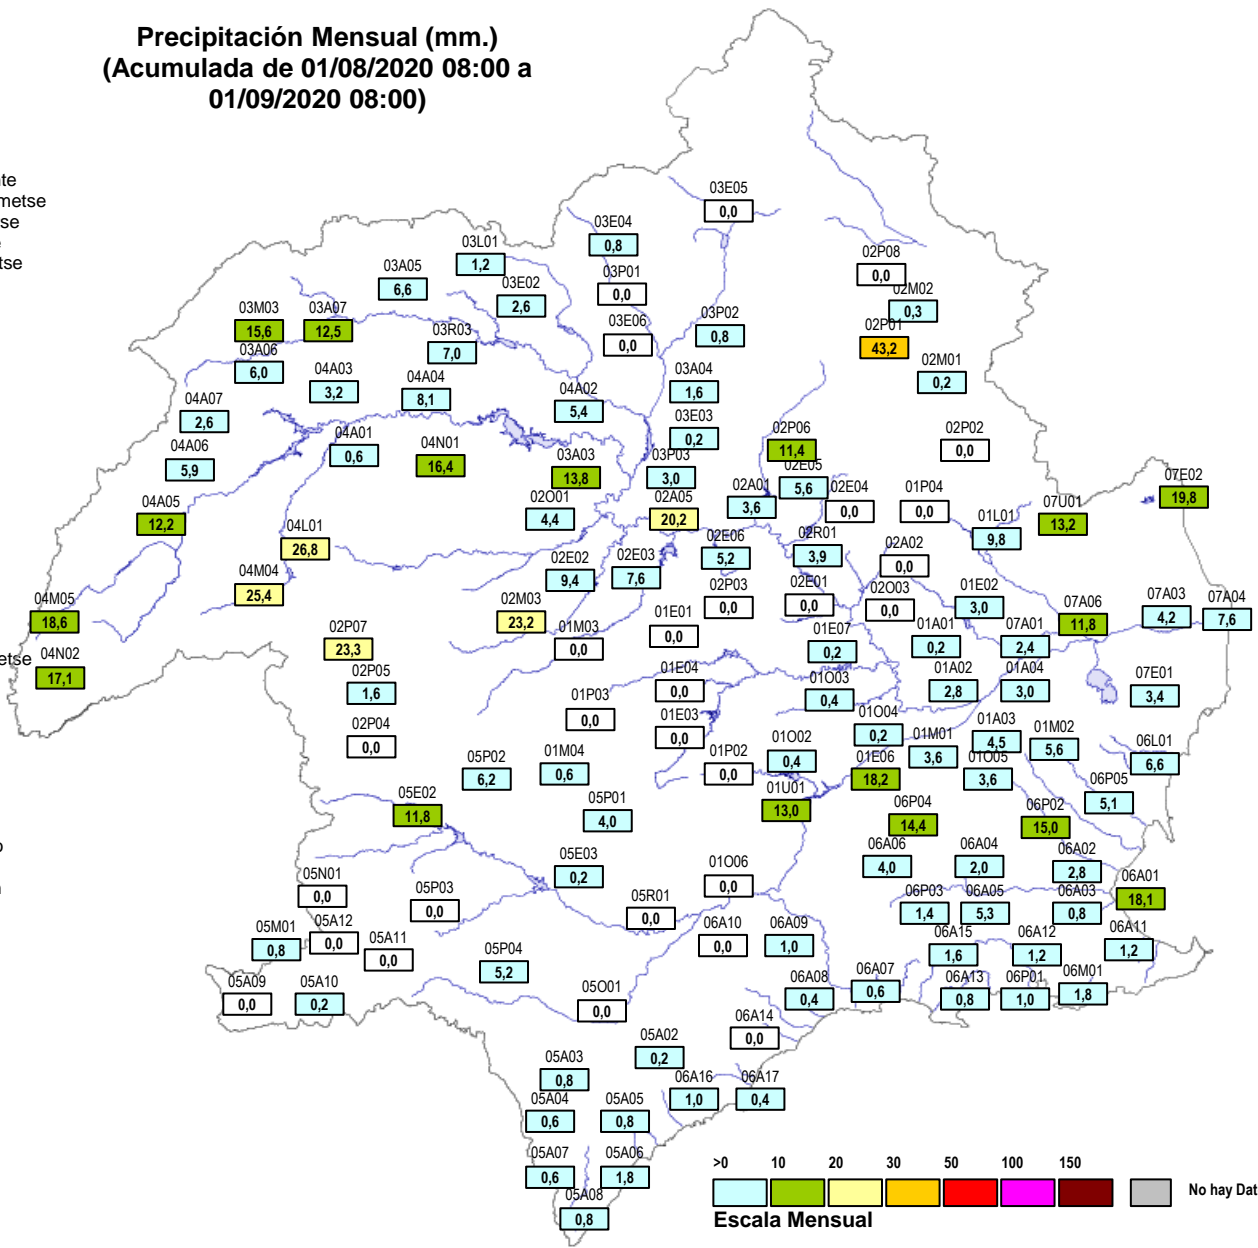 Precipitación Mensual (mm.)
(Acumulada de 01/08/2020 08:00 a
01/09/2020 08:00)
nte
metse
se
e
tse
etse
o
n
03E05
0,0
03E04
0,8
03L01
1,2
02P08
0,0
03A05
6,6
03P01
0,0
03E02
2,6
02M02
0,3
03M03
15,6
03A07
12,5
03P02
0,8
02P01
43,2
03R03
7,0
03E06
0,0
03A06
6,0
02M01
0,2
04A03
3,2
04A04
8,1
03A04
1,6
04A02
5,4
04A07
2,6
03E03
0,2
04A01
0,6
04N01
16,4
02P06
11,4
02P02
0,0
04A06
5,9
03A03
13,8
03P03
3,0
02E05
5,6
07E02
19,8
04A05
12,2
02O01
4,4
02A05
20,2
02A01
3,6
02E04
0,0
01P04
0,0
07U01
13,2
01L01
9,8
04L01
26,8
02E06
5,2
02R01
3,9
02A02
0,0
02E02
9,4
02E03
7,6
04M04
25,4
02P03
0,0
02E01
0,0
02O03
0,0
01E02
3,0
04M05
18,6
02M03
23,2
07A06
11,8
07A03
4,2
07A04
7,6
02P07
23,3
01M03
0,0
01E01
0,0
01E07
0,2
01A01
0,2
07A01
2,4
04N02
17,1
02P05
1,6
01E04
0,0
01O03
0,4
01A02
2,8
01A04
3,0
07E01
3,4
01P03
0,0
02P04
0,0
01E03
0,0
01O04
0,2
01A03
4,5
01M02
5,6
01M01
3,6
06L01
6,6
05P02
6,2
01M04
0,6
01P02
0,0
01O02
0,4
01E06
18,2
01O05
3,6
06P05
5,1
05E02
11,8
05P01
4,0
01U01
13,0
06P04
14,4
06P02
15,0
05E03
0,2
06A06
4,0
06A04
2,0
06A02
2,8
05N01
0,0
01O06
0,0
06A01
18,1
05P03
0,0
05R01
0,0
06P03
1,4
06A05
5,3
06A03
0,8
05M01
0,8
05A12
0,0
06A10
0,0
06A09
1,0
06A15
1,6
06A12
1,2
06A11
1,2
05A11
0,0
05P04
5,2
05A09
0,0
05A10
0,2
05O01
0,0
06A08
0,4
06A07
0,6
06A13
0,8
06P01
1,0
06M01
1,8
06A14
0,0
05A02
0,2
05A03
0,8
06A16
1,0
06A17
0,4
05A04
0,6
05A05
0,8
05A07
0,6
05A06
1,8
05A08
0,8
>0 10 20 30 50 100 150
No hay Dat
Escala Mensual